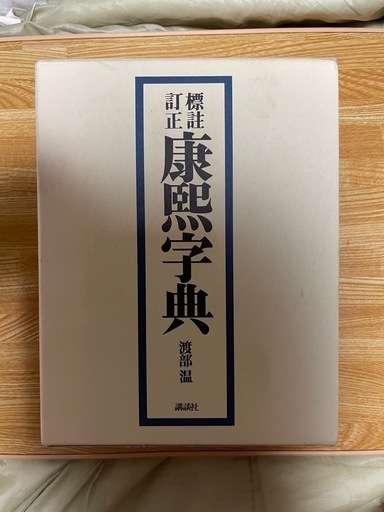 標註
訂正
康熙字典
渡部温
講談社